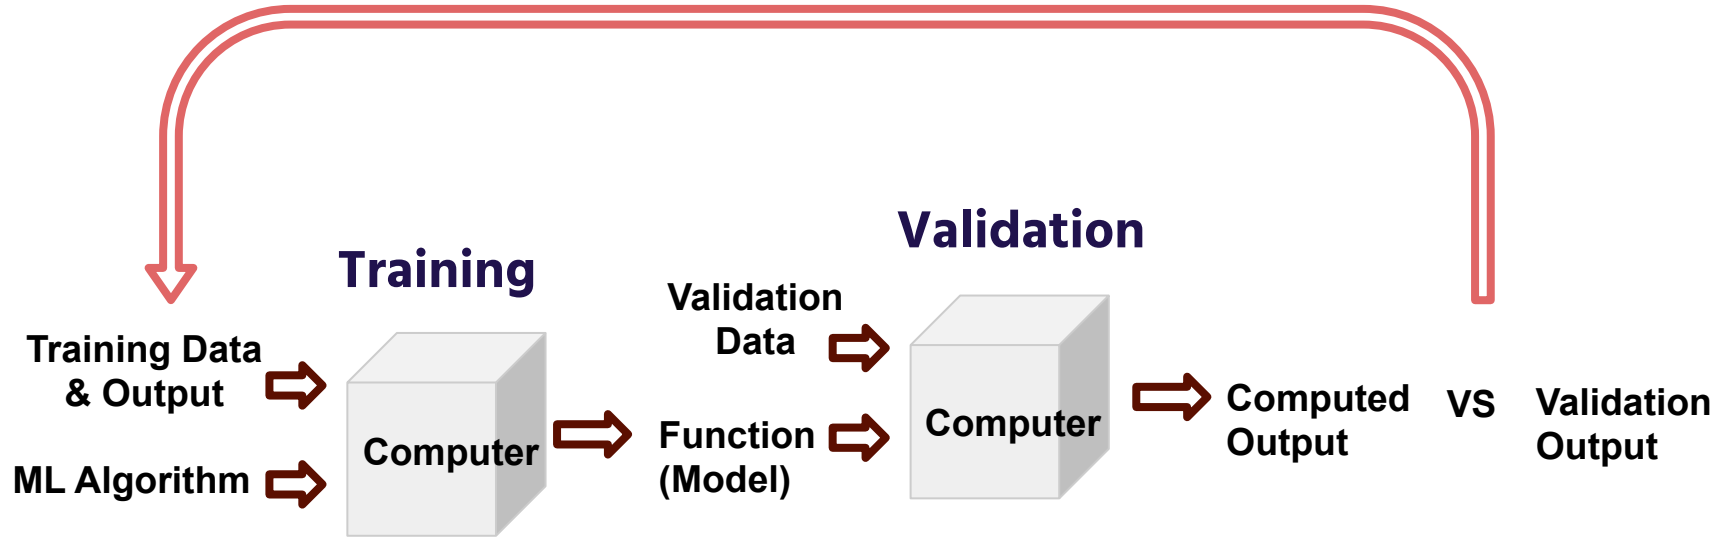 Training
Validation
Training Data
& Output
ML Algorithm
Computer
Validation
Data
Function
(Model)
Computer
Computed
Output
VS
Validation
Output